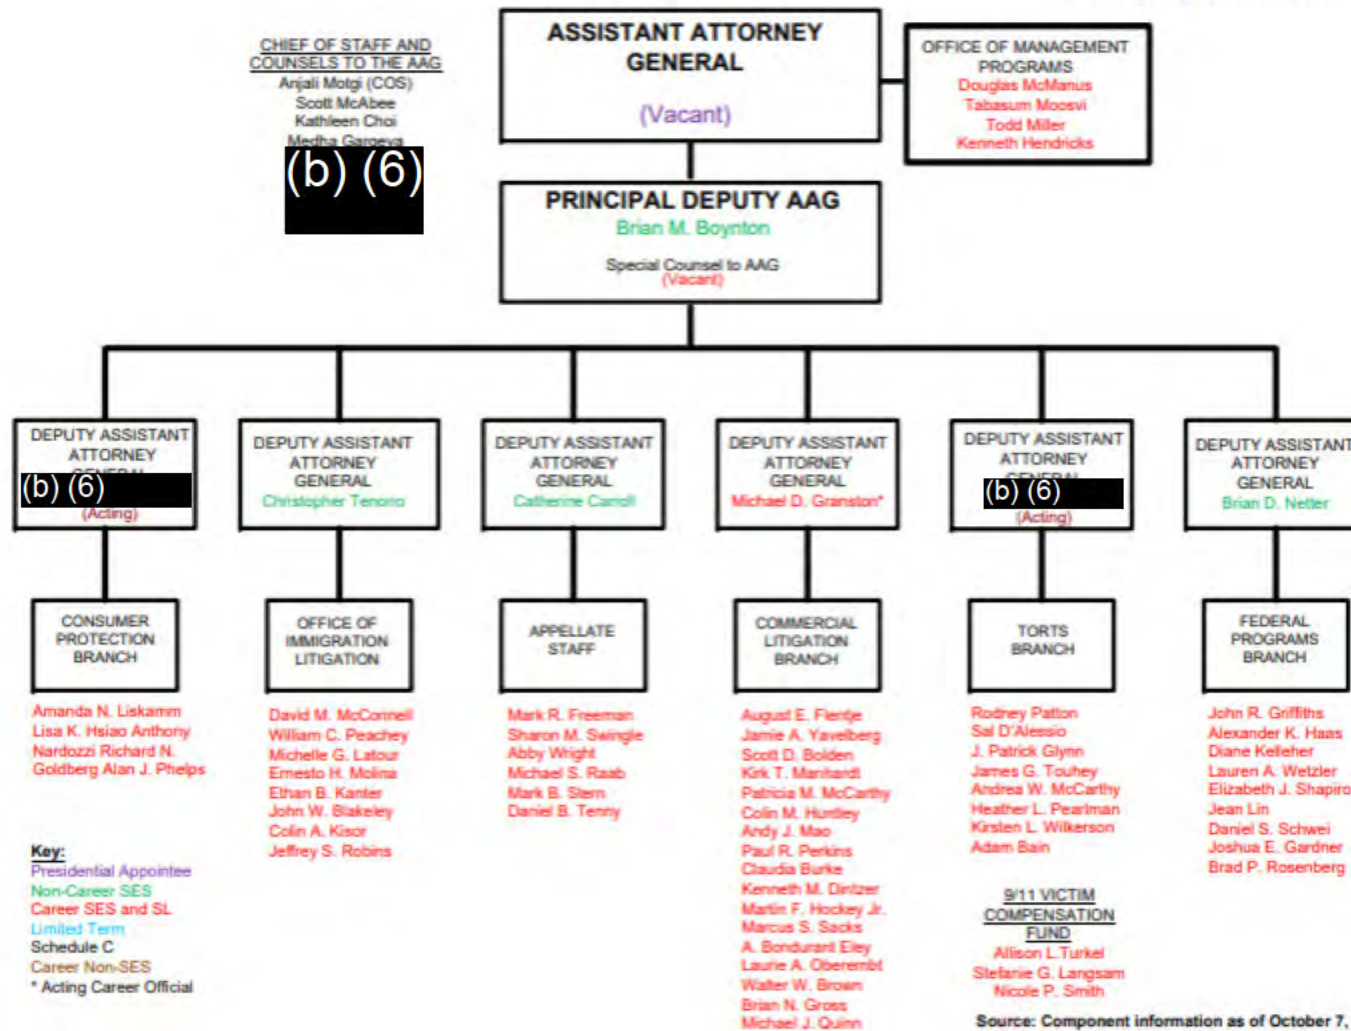 CHIEF OF STAFF AND
COUNSELS TO THE AAG
Anjali Motgi (COS)
Scott McAbee
Kathleen Choi
Medha Gargeya
(b) (6)
ASSISTANT ATTORNEY
GENERAL
(Vacant)
OFFICE OF MANAGEMENT
PROGRAMS
Douglas McManus
Tabasum Moosvi
Todd Miller
Kenneth Hendricks
PRINCIPAL DEPUTY AAG
Brian M. Boynton
Special Counsel to AAG
(Vacant)
DEPUTY ASSISTANT
ATTORNEY
GENERAL
(b) (6)
(Acting)
DEPUTY ASSISTANT
ATTORNEY
GENERAL
Christopher Tenorio
DEPUTY ASSISTANT
ATTORNEY
GENERAL
Catherine Carroll
DEPUTY ASSISTANT
ATTORNEY
GENERAL
Michael D. Granston*
DEPUTY ASSISTANT
ATTORNEY
GENERAL
(b) (6)
(Acting)
DEPUTY ASSISTANT
ATTORNEY
GENERAL
Brian D. Netter
CONSUMER
PROTECTION
BRANCH
Amanda N. Liskamm
Lisa K. Hsiao Anthony
Nardozzi Richard N.
Goldberg Alan J. Phelps
OFFICE OF
IMMIGRATION
LITIGATION
David M. McConnell
William C. Peachey
Michelle G. Latour
Ernesto H. Molina
Ethan B. Kanter
John W. Blakeley
Colin A. Kisor
Jeffrey S. Robins
APPELLATE
STAFF
Mark R. Freeman
Sharon M. Swingle
Abby Wright
Michael S. Raab
Mark B. Stern
Daniel B. Tenny
COMMERCIAL
LITIGATION
BRANCH
August E. Flentje
Jamie A. Yavelberg
Scott D. Bolden
Kirk T. Manhardt
Patricia M. McCarthy
Colin M. Huntley
Andy J. Mao
Paul R. Perkins
Claudia Burke
Kenneth M. Dintzer
Martin F. Hockey Jr.
Marcus S. Sacks
A. Bondurant Eley
Laurie A. Oberembt
Walter W. Brown
Brian N. Gross
Michael J. Quinn
TORTS
BRANCH
Rodney Patton
Sal D'Alessio
J. Patrick Glynn
James G. Touhey
Andrea W. McCarthy
Heather L. Pearlman
Kirsten L. Wilkerson
Adam Bain
9/11 VICTIM
COMPENSATION
FUND
Allison L.Turkel
Stefanie G. Langsam
Nicole P. Smith
FEDERAL
PROGRAMS
BRANCH
John R. Griffiths
Alexander K. Haas
Diane Kelleher
Lauren A. Wetzler
Elizabeth J. Shapiro
Jean Lin
Daniel S. Schwei
Joshua E. Gardner
Brad P. Rosenberg
Key:
Presidential Appointee
Non-Career SES
Career SES and SL
Limited Term
Schedule C
Career Non-SES
* Acting Career Official
Source: Component information as of October 7,